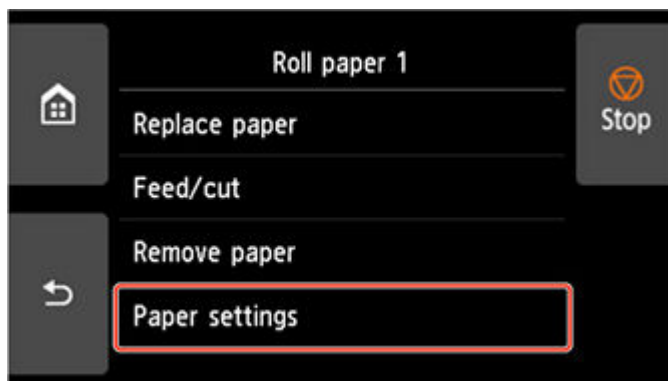 Roll paper 1
Stop
Replace paper
Feed/cut
Remove paper
Paper settings